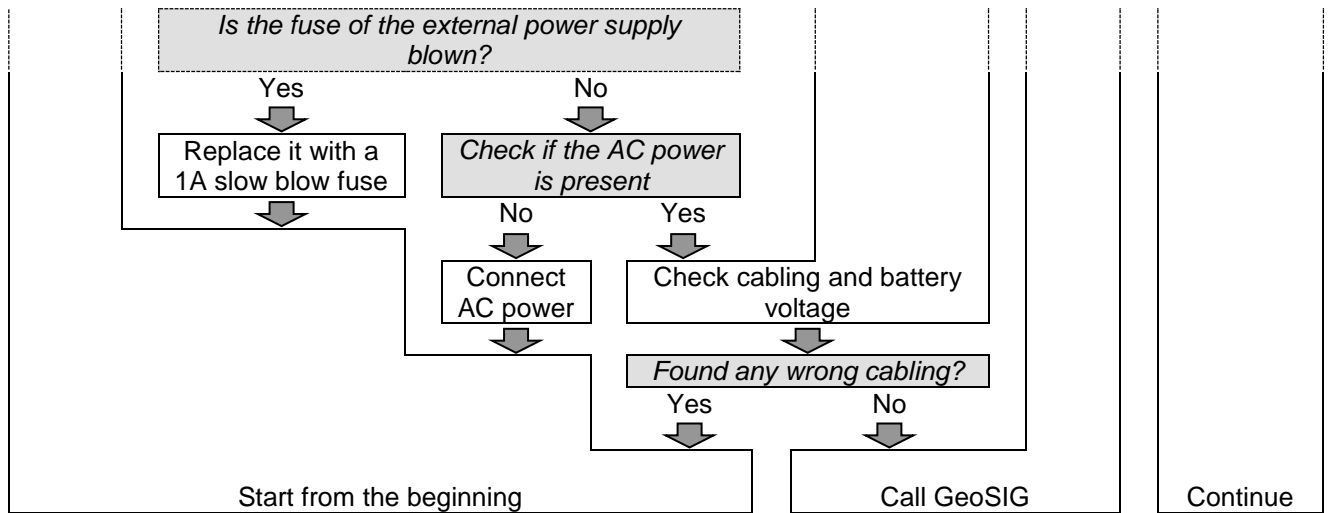 Is the fuse of the external power supply
blown?
Yes
No
Replace it with a
1A slow blow fuse
Check if the AC power
is present
No
Yes
Connect
AC power
Check cabling and battery
voltage
Found any wrong cabling?
Yes
No
Start from the beginning
Call GeoSIG
Continue